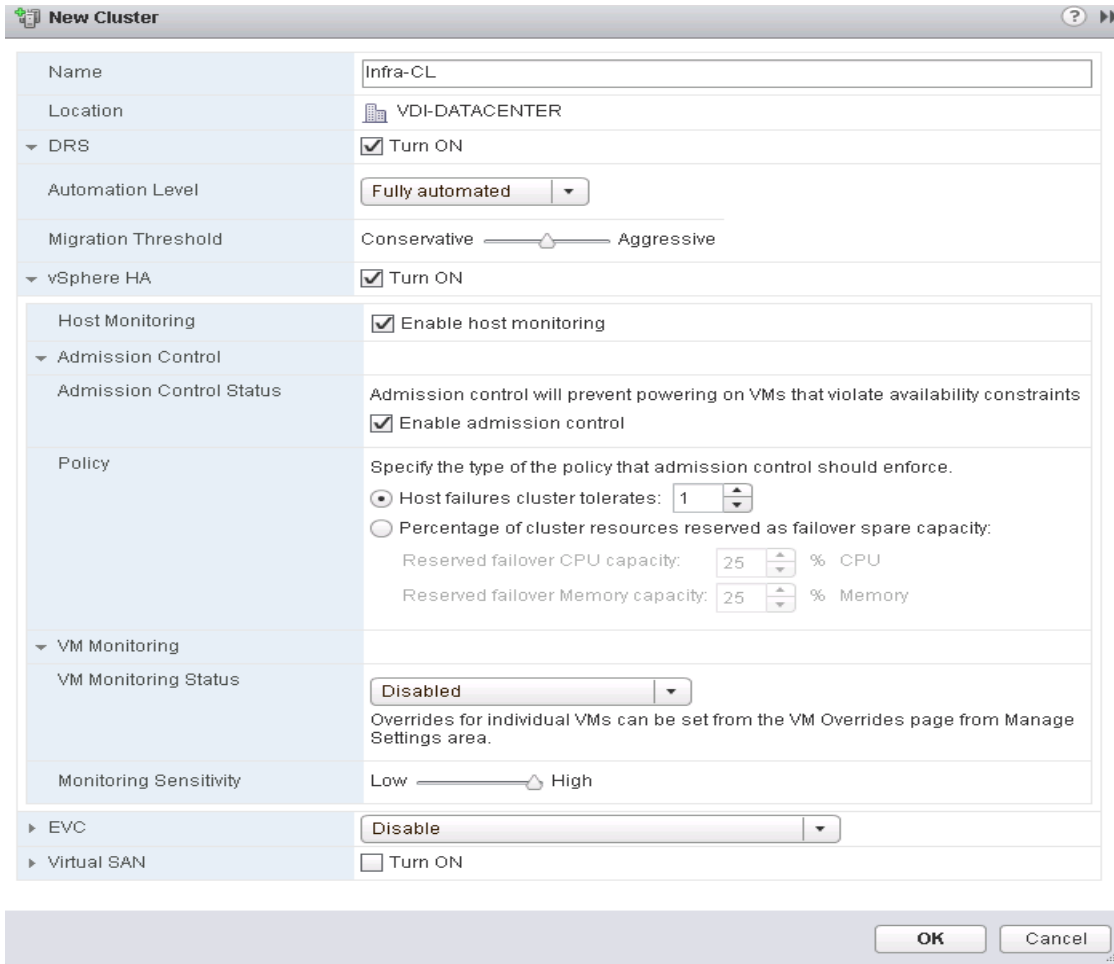 New Cluster
Name Infra-CL
Location VDI-DATACENTER
DRS Turn ON
Automation Level Fully automated
Migration Threshold Conservative Aggressive
vSphere HA Turn ON
Host Monitoring Enable host monitoring
Admission Control
Admission Control Status Admission control will prevent powering on VMs that violate availability constraints
Enable admission control
Policy Specify the type of the policy that admission control should enforce.
Host failures cluster tolerates: 1
Percentage of cluster resources reserved as failover spare capacity:
Reserved failover CPU capacity: 25 % CPU
Reserved failover Memory capacity: 25 % Memory
VM Monitoring
VM Monitoring Status Disabled
Overrides for individual VMs can be set from the VM Overrides page from Manage
Settings area.
Monitoring Sensitivity Low High
EVC Disable
Virtual SAN Turn ON
OK Cancel